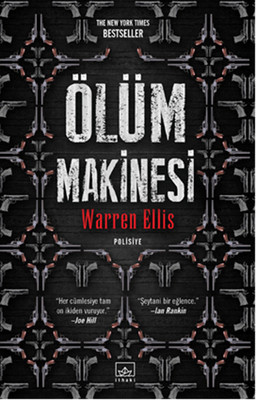 THE NEW YORK TIMES
BESTSELLER
ÖLÜM
MAKİNESİ
Warren Ellis
POLİSİYE
"Her cümlesiyle tam
on ikiden vuruyor."
–Joe Hill
"Şeytani bir eğlence."
–Ian Rankin
ithaki